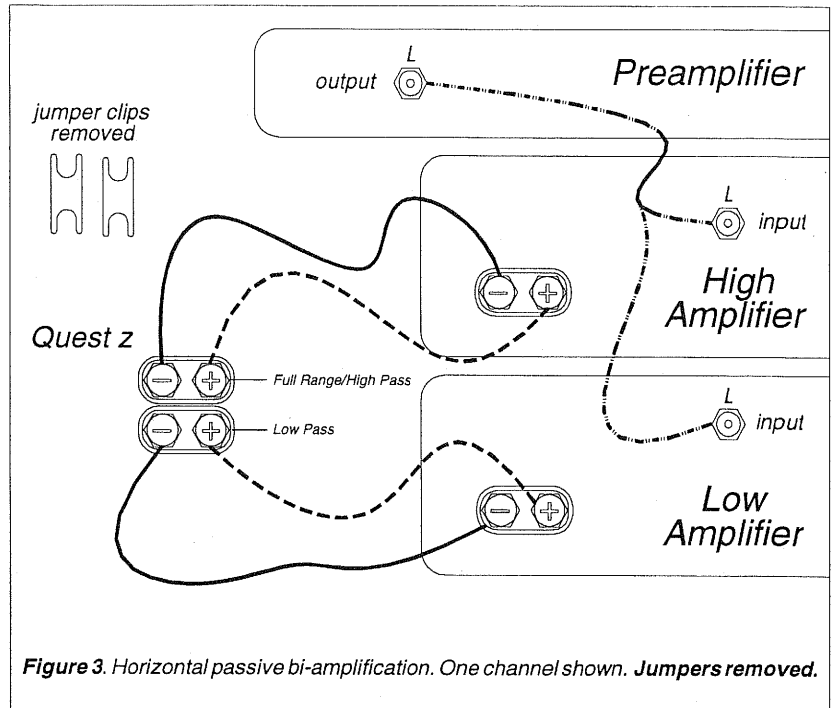 L
output
Preamplifier
jumper clips
removed
L
input
High
Amplifier
Quest z
Full Range/High Pass
Low Pass
L
input
Low
Amplifier
Figure 3. Horizontal passive bi-amplification. One channel shown. Jumpers removed.